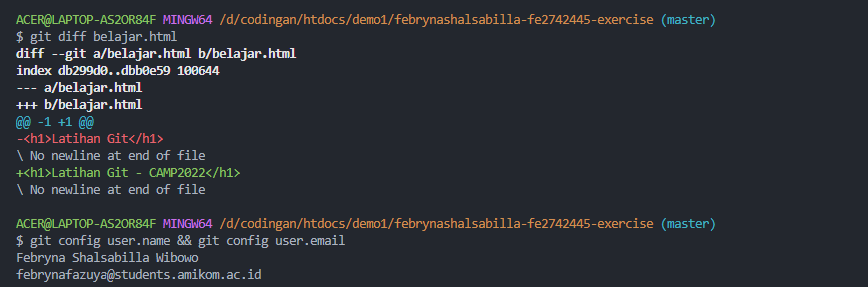 ACER@LAPTOP-AS2OR84F MINGW64 /d/codingan/htdocs/demo1/febrynashalsabilla-fe2742445-exercise (master)
$ git diff belajar.html
diff --git a/belajar.html b/belajar.html
index db299d0..dbb0e59 100644
--- a/belajar.html
+++ b/belajar.html
@@ -1 +1 @@
-<h1>Latihan Git</h1>
\ No newline at end of file
+<h1>Latihan Git - CAMP2022</h1>
\ No newline at end of file
ACER@LAPTOP-AS2OR84F MINGW64 /d/codingan/htdocs/demo1/febrynashalsabilla-fe2742445-exercise (master)
$ git config user.name && git config user.email
Febryna Shalsabilla Wibowo
febrynafazuya@students.amikom.ac.id